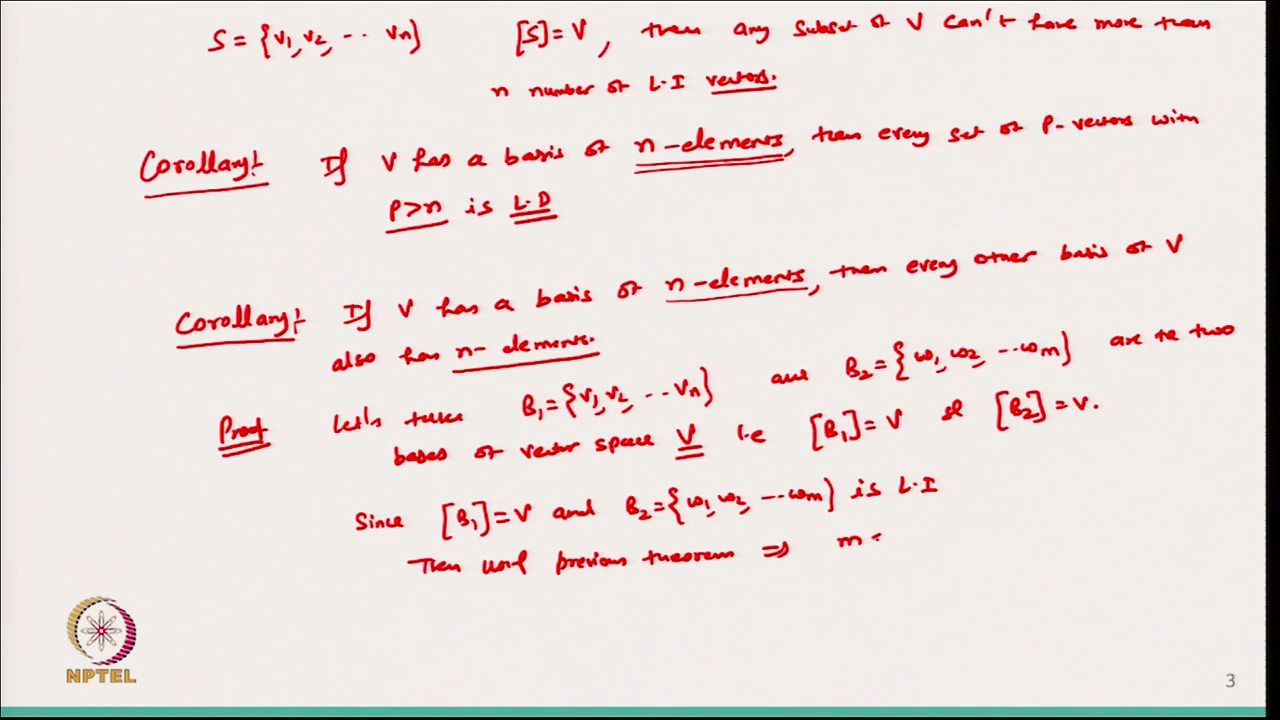 S = {v1, v2, -- vn} [S] = V, then any subset of V can't have more than
n number of L.I vectors.
Corollary! If V has a basis of n-elements, then every set of P-vectors with
P>n is L.D
Corollary! If V has a basis of n-elements, then every other basis of V
also has n-elements.
Proof Let's take B1 = {v1, v2, -- vn} and B2 = {w1, w2, -- wm} are the two
bases of vector space V i.e [B1] = V & [B2] = V.
Since [B1] = V and B2 = {w1, w2, -- wm} is L.I
Then previous theorem ⇒ m
NPTEL
3